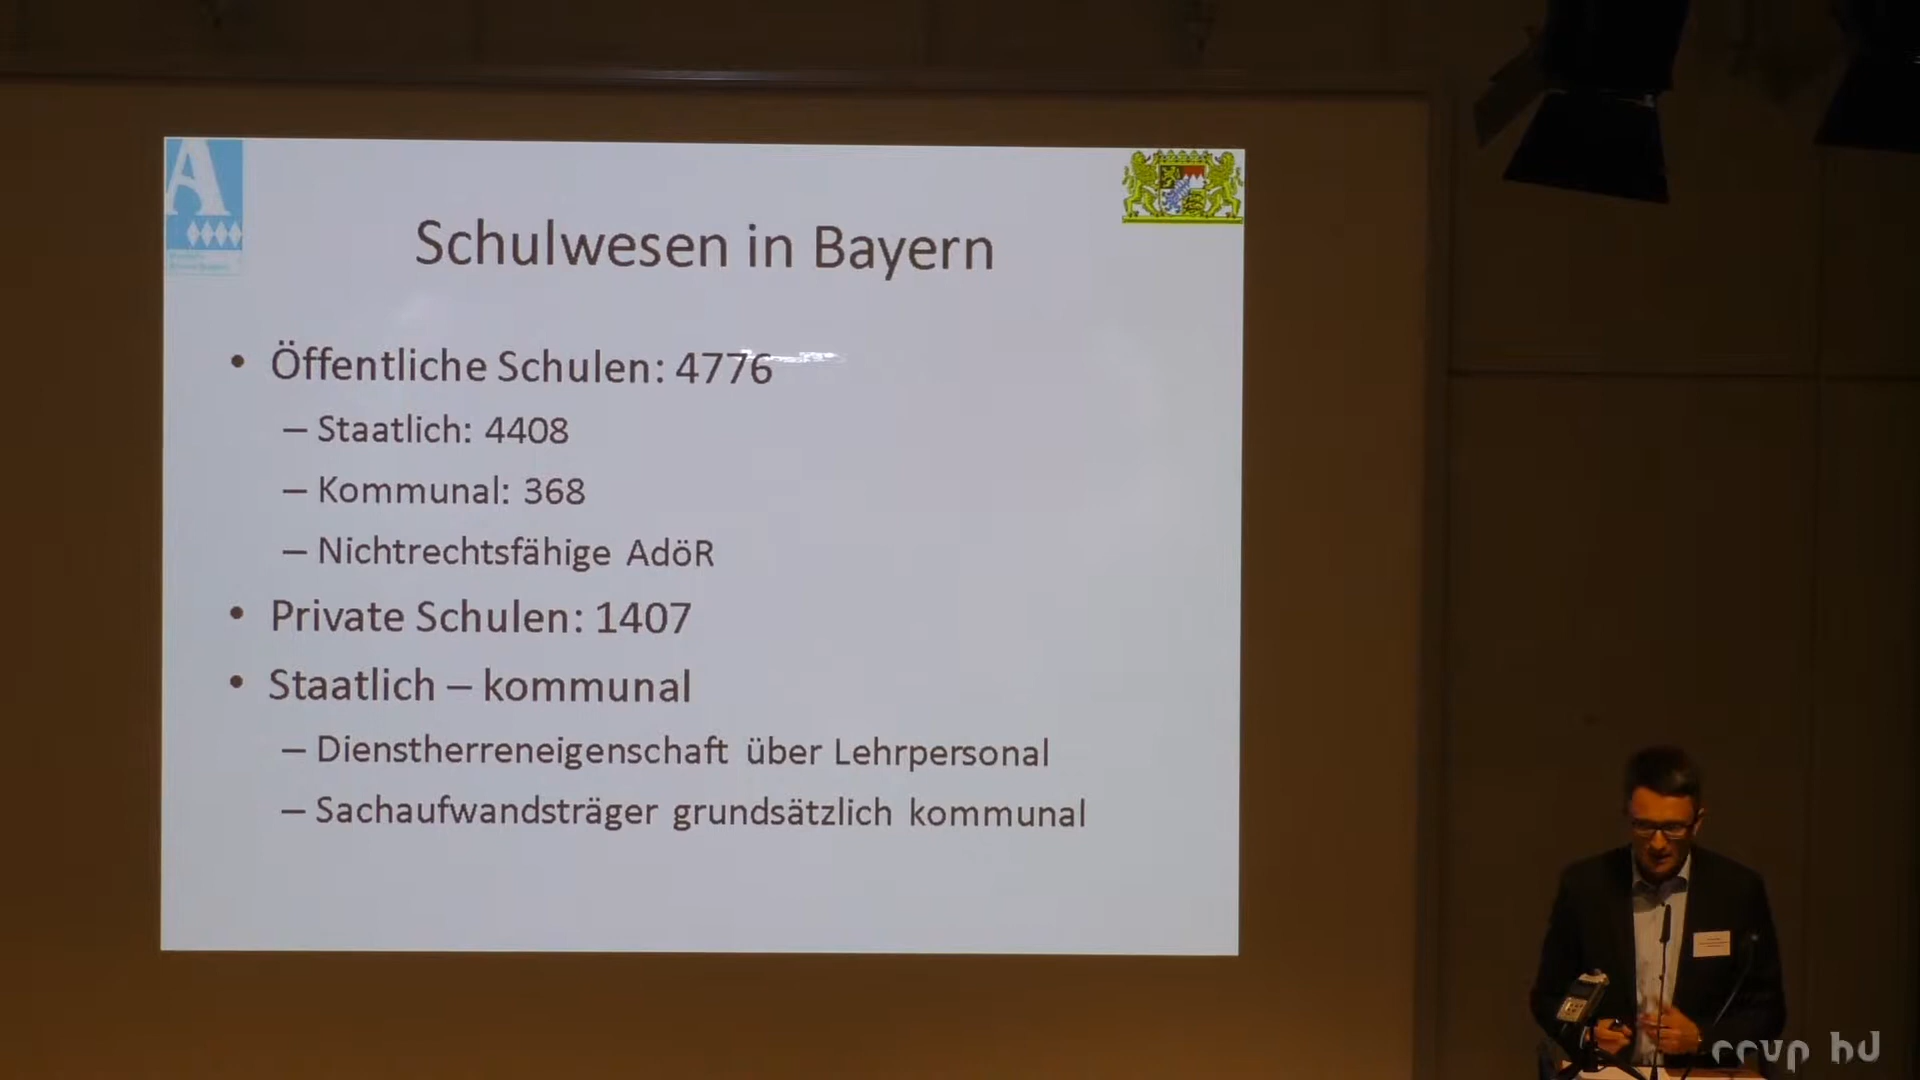 A
Schulwesen in Bayern
• Öffentliche Schulen: 4776
– Staatlich: 4408
– Kommunal: 368
– Nichtrechtsfähige AdöR
• Private Schulen: 1407
• Staatlich – kommunal
– Dienstherreneigenschaft über Lehrpersonal
– Sachaufwandsträger grundsätzlich kommunal